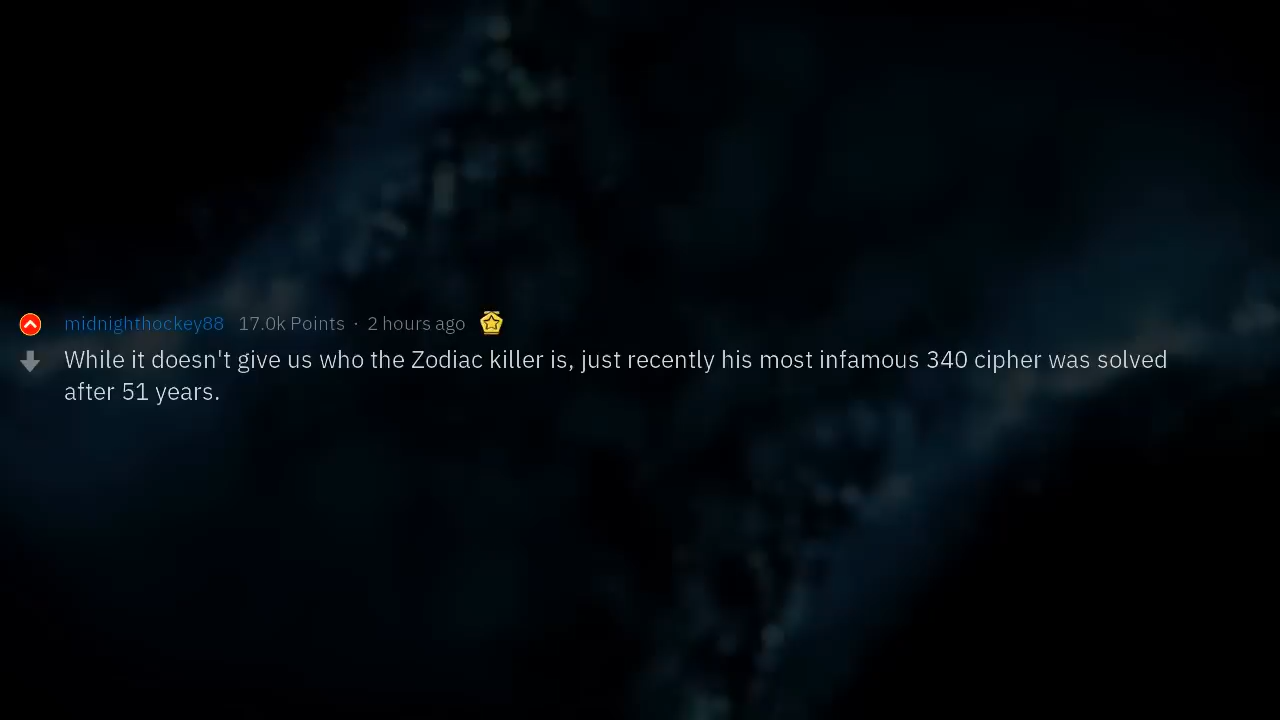 midnighthockey88 17.0k Points · 2 hours ago
While it doesn't give us who the Zodiac killer is, just recently his most infamous 340 cipher was solved
after 51 years.